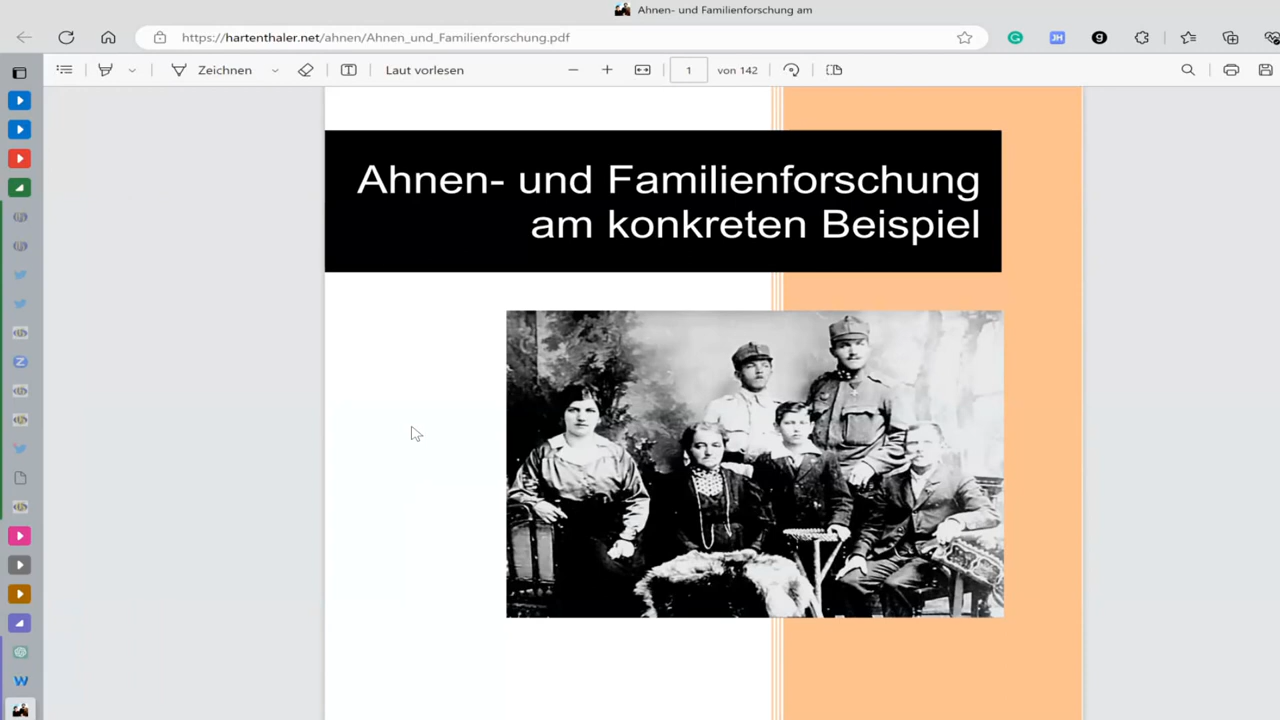 Ahnen- und Familienforschung am
https://hartenthaler.net/ahnen/Ahnen_und_Familienforschung.pdf
Zeichnen
Laut vorlesen
1
von 142
Ahnen- und Familienforschung
am konkreten Beispiel